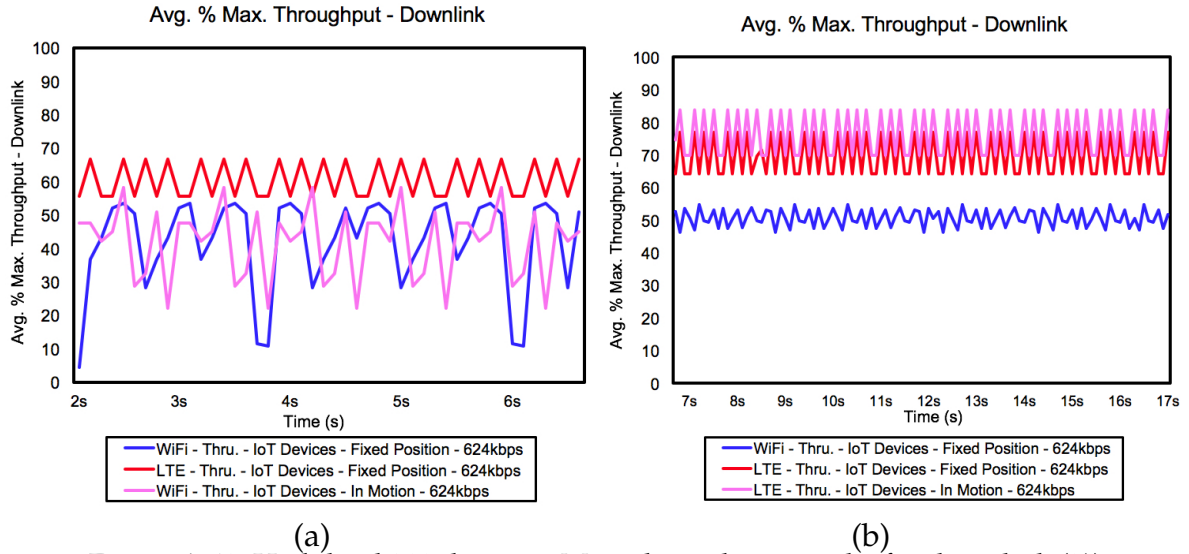 Avg. % Max. Throughput - Downlink
Avg. % Max. Throughput - Downlink
100
90
80
70
60
50
40
30
20
10
0
2s 3s 4s 5s 6s
Time (s)
WiFi - Thru. - IoT Devices - Fixed Position - 624kbps
LTE - Thru. - IoT Devices - Fixed Position - 624kbps
WiFi - Thru. - IoT Devices - In Motion - 624kbps
(a)
Avg. % Max. Throughput - Downlink
Avg. % Max. Throughput - Downlink
100
90
80
70
60
50
40
30
20
10
0
7s 8s 9s 10s 11s 12s 13s 14s 15s 16s 17s
Time (s)
WiFi - Thru. - IoT Devices - Fixed Position - 624kbps
LTE - Thru. - IoT Devices - Fixed Position - 624kbps
LTE - Thru. - IoT Devices - In Motion - 624kbps
(b)